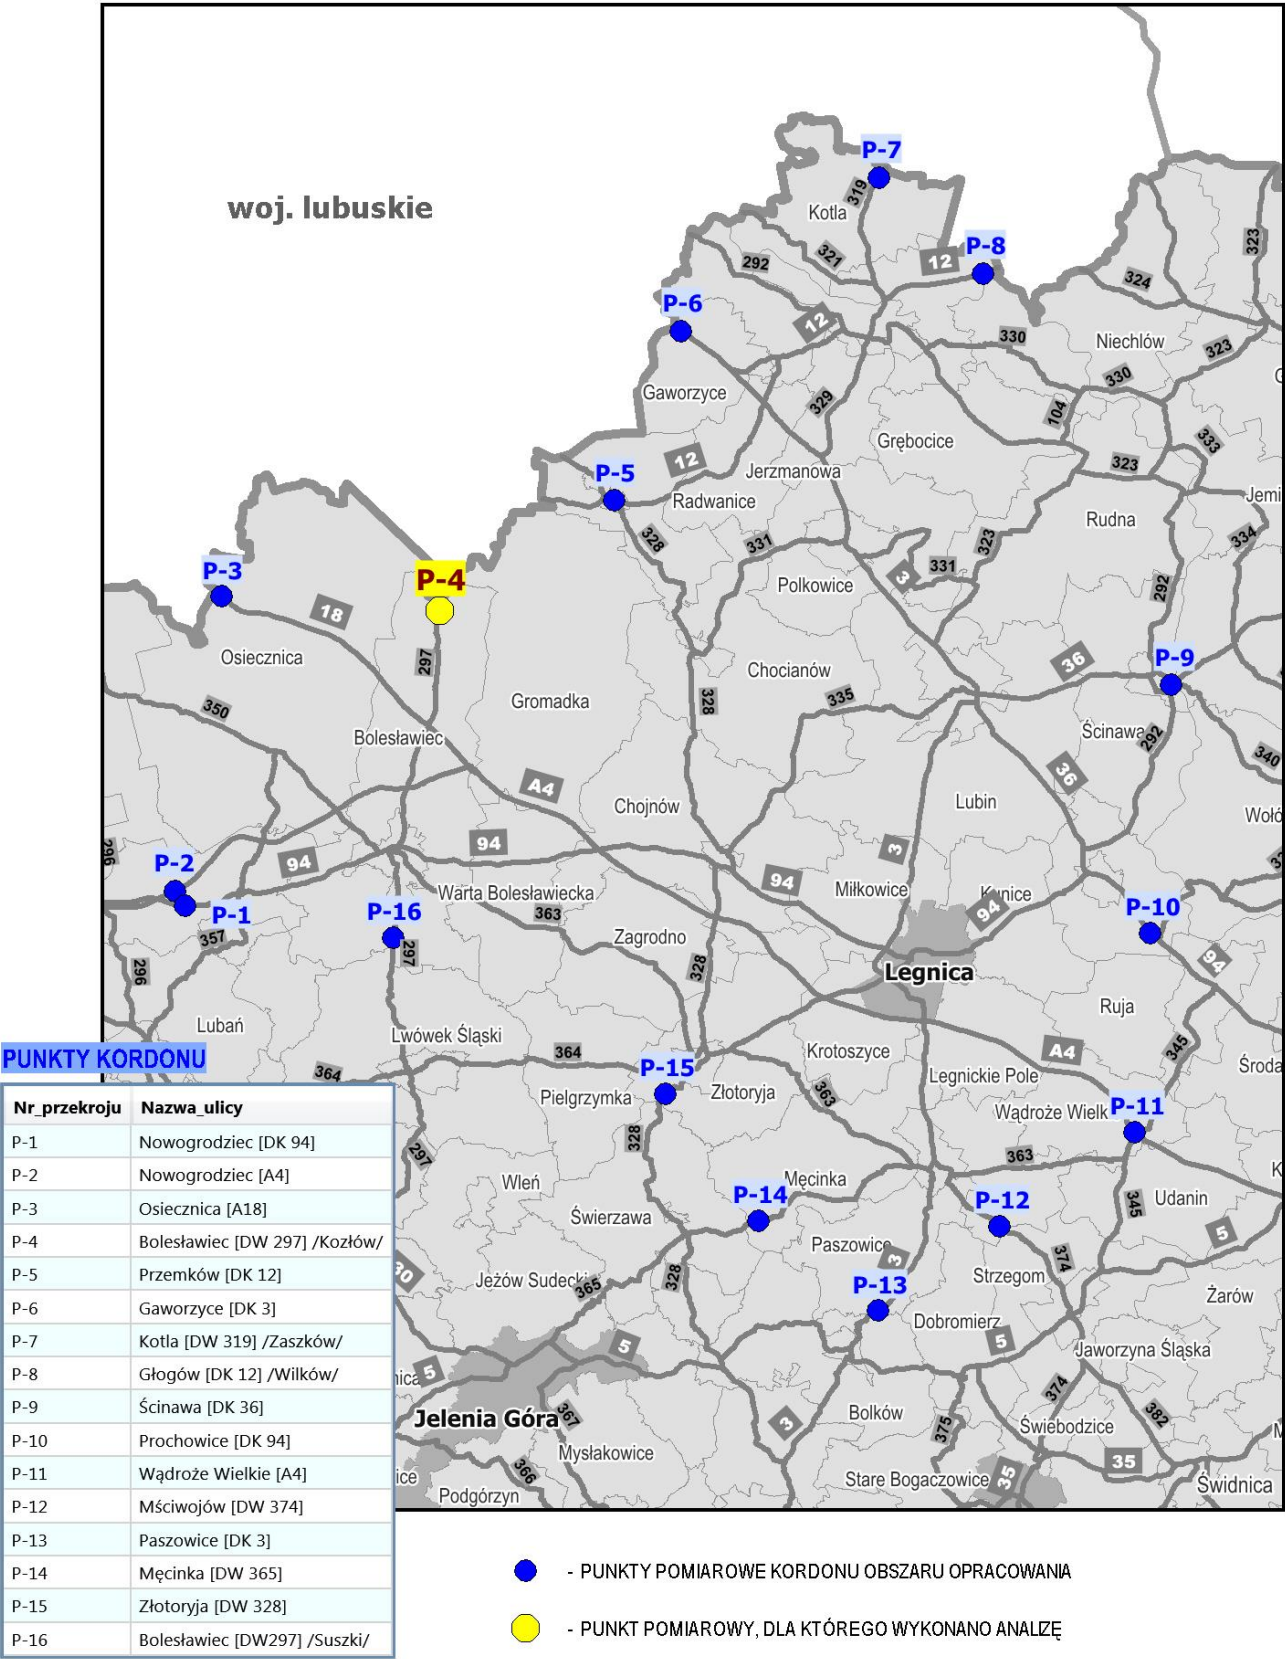 P-7
319
woj. lubuskie
Kotla
P-8
323
12
321
292
324
P-6
12
330
Niechlów
323
330
Gaworzyce
329
104
Grębocice
333
12
323
P-5
Jerzmanowa
Radwanice
Jemi
Rudna
334
328
331
323
P-3
P-4
331
3
Polkowice
292
18
297
Osiecznica
36
P-9
Chocianów
350
328
335
Gromadka
Ścinawa
292
Bolesławiec
340
36
A4
Chojnów
Lubin
Woło
296
94
3
P-2
94
94
Miłkowice
Kunice
Warta Bolesławiecka
94
P-1
P-16
363
P-10
357
Zagrodno
297
94
296
328
Legnica
Ruja
Lubań
Lwówek Śląski
345
PUNKTY KORDONU
364
Krotoszyce
A4
364
P-15
Środa
Legnickie Pole
Pielgrzymka
Złotoryja
363
Wądroże Wielk
P-11
Nr_przekroju Nazwa_ulicy
P-1 Nowogrodziec [DK 94]
P-2 Nowogrodziec [A4]
P-3 Osiecznica [A18]
P-4 Bolesławiec [DW 297] /Kozłów/
P-5 Przemków [DK 12]
P-6 Gaworzyce [DK 3]
P-7 Kotla [DW 319] /Zaszków/
P-8 Głogów [DK 12] /Wilków/
P-9 Ścinawa [DK 36]
P-10 Prochowice [DK 94]
P-11 Wądroże Wielkie [A4]
P-12 Mściwojów [DW 374]
P-13 Paszowice [DK 3]
P-14 Męcinka [DW 365]
P-15 Złotoryja [DW 328]
P-16 Bolesławiec [DW297] /Suszki/
328
297
363
Wleń
Męcinka
P-14
P-12
345
Udanin
Świerzawa
5
Paszowice
3
374
30
Jeżów Sudecki
365
328
P-13
Strzegom
Żarów
Dobromierz
5
5
5
Jaworzyna Śląska
374
Jelenia Góra
367
3
Bolków
375
Świebodzice
382
Mysłakowice
35
366
ice
Stare Bogaczowice
35
Świdnica
Podgórzyn
- PUNKTY POMIAROWE KORDONU OBSZARU OPRACOWANIA
- PUNKT POMIAROWY, DLA KTÓREGO WYKONANO ANALIZĘ